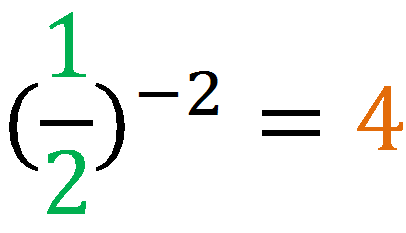 (1/2)⁻² = 4